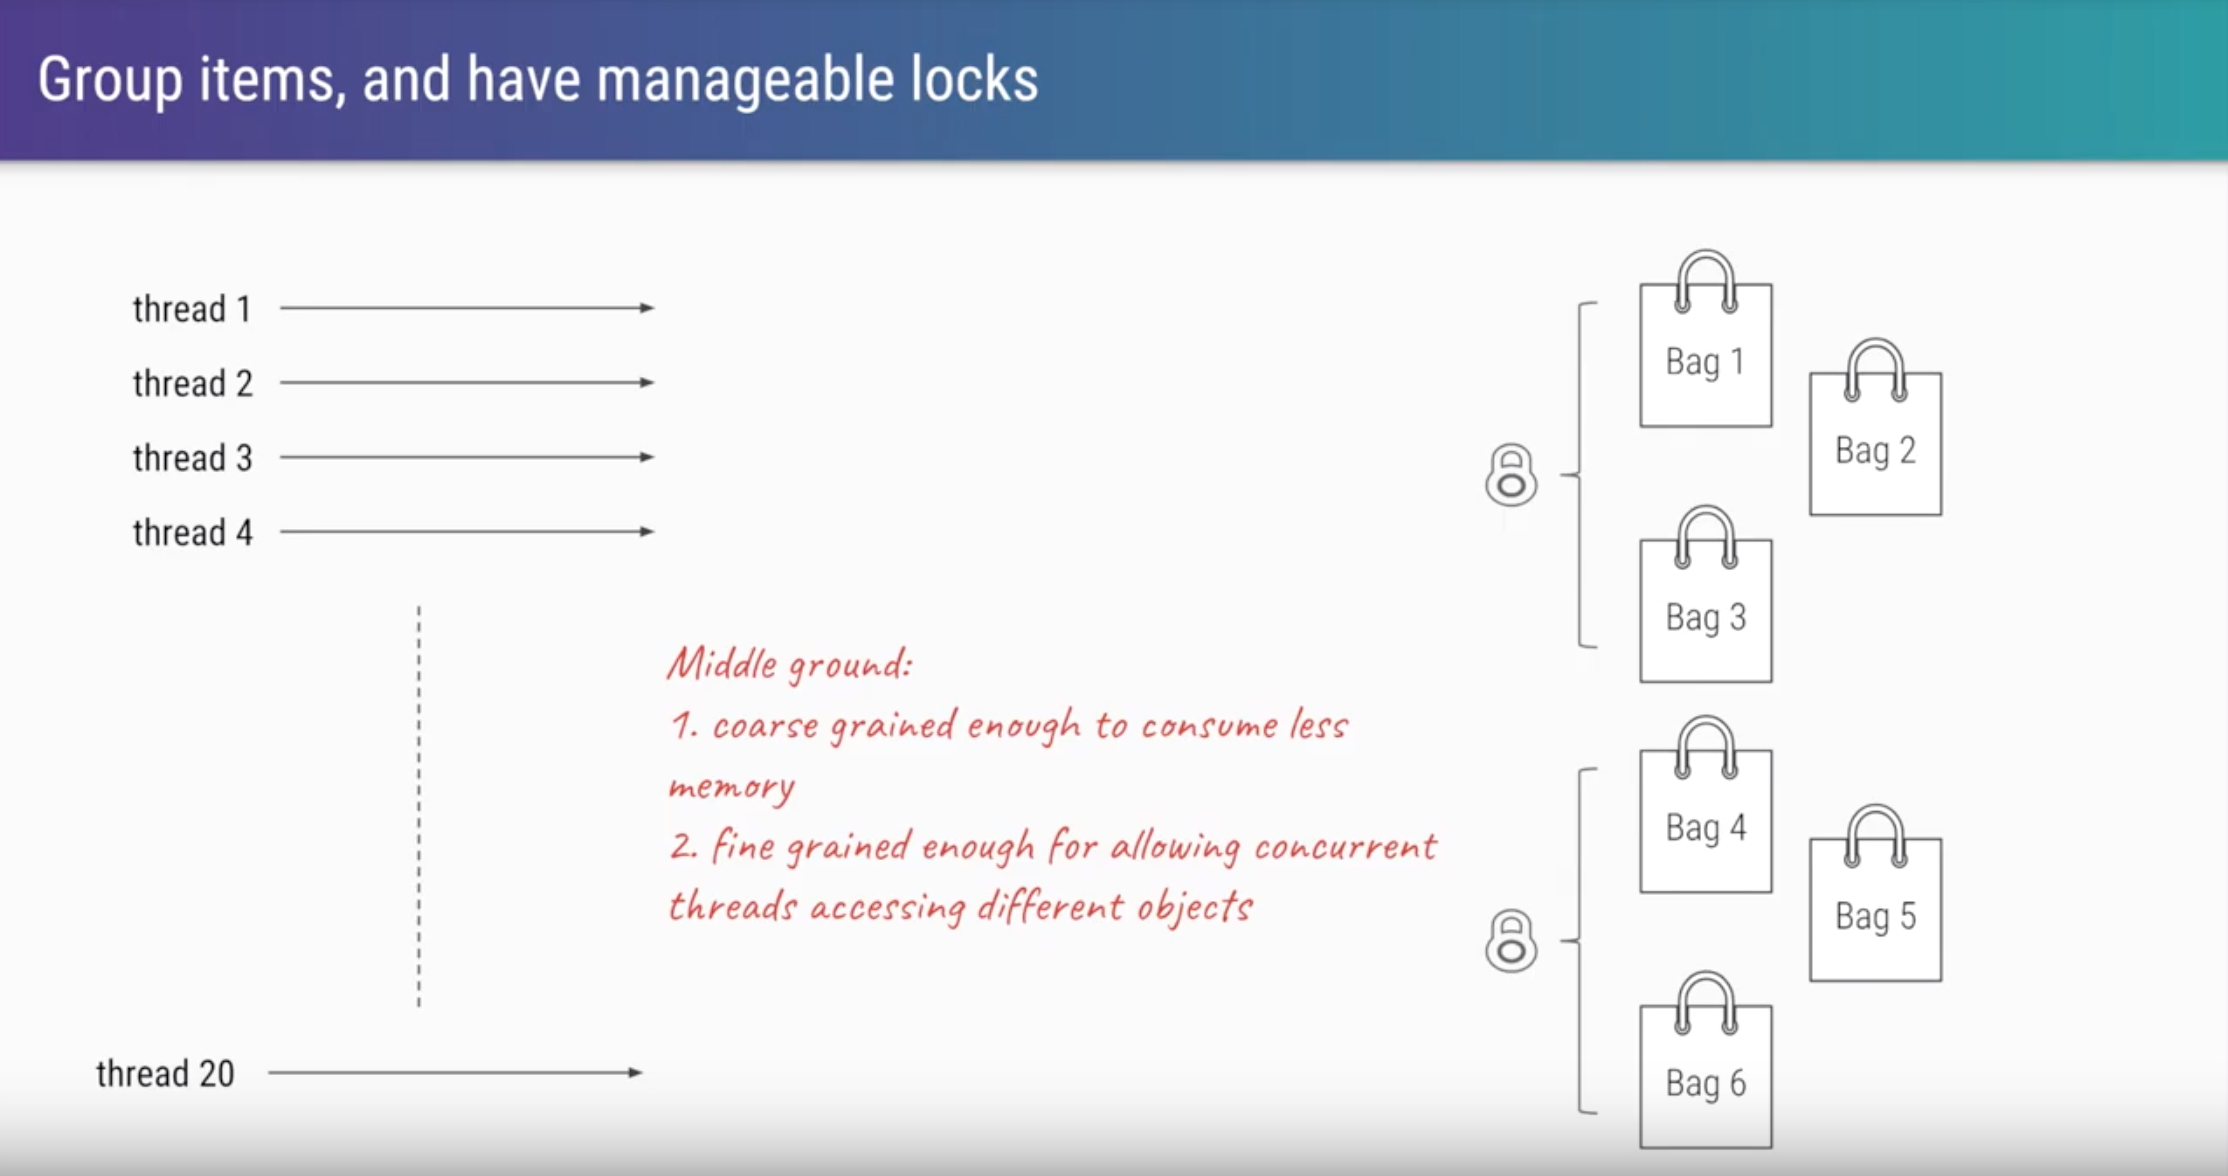 Group items, and have manageable locks
thread 1
thread 2
thread 3
thread 4
thread 20
Middle ground:
1. coarse grained enough to consume less
memory
2. fine grained enough for allowing concurrent
threads accessing different objects
Bag 1
Bag 2
Bag 3
Bag 4
Bag 5
Bag 6